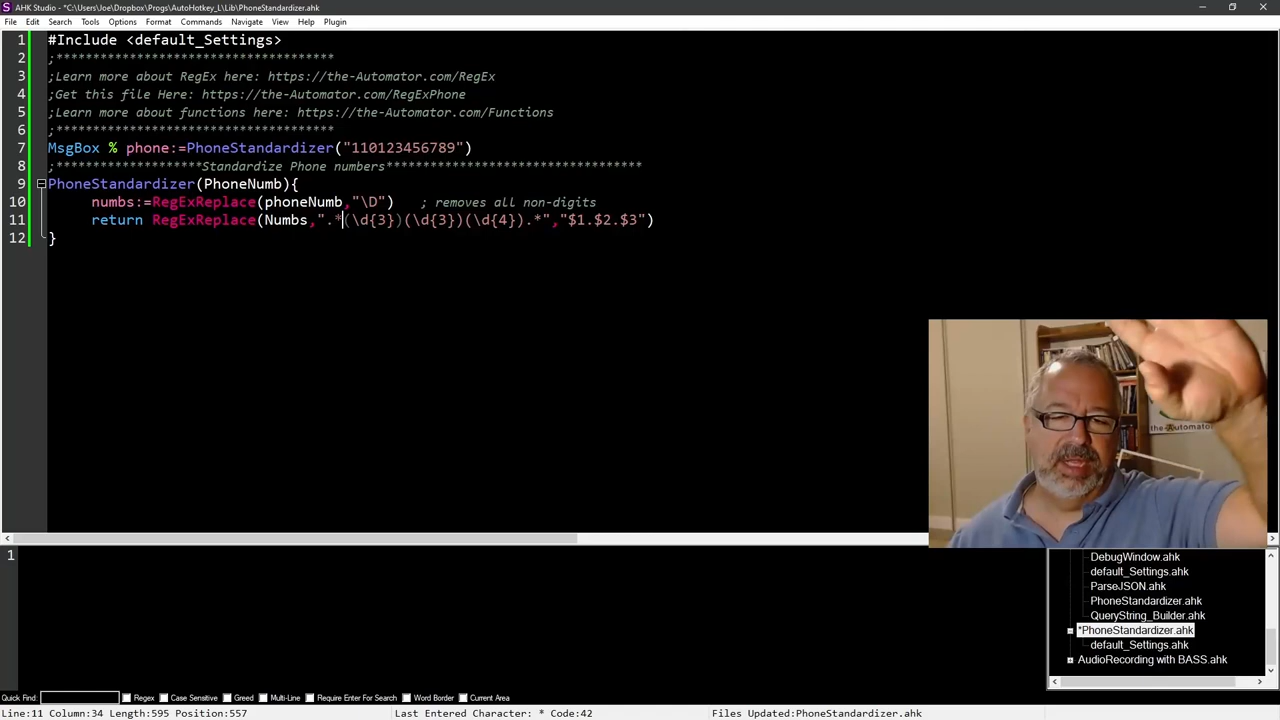 AHK Studio - *C:\Users\Joe\Dropbox\Progs\AutoHotkey_L\Lib\PhoneStandardizer.ahk
File Edit Search Tools Options Format Commands Navigate View Help Plugin
1 #Include <default_Settings>
2 ;***********************************
3 ;Learn more about RegEx here: https://the-Automator.com/RegEx
4 ;Get this file Here: https://the-Automator.com/RegExPhone
5 ;Learn more about functions here: https://the-Automator.com/Functions
6 ;***********************************
7 MsgBox % phone:=PhoneStandardizer("110123456789")
8 ;********************Standardize Phone numbers***********************************
9 PhoneStandardizer(PhoneNumb){
10 numbs:=RegExReplace(phoneNumb,"\D") ; removes all non-digits
11 return RegExReplace(Numbs,".*(\d{3})(\d{3})(\d{4}).*","$1.$2.$3")
12 }
the-Automator
1
DebugWindow.ahk
default_Settings.ahk
ParseJSON.ahk
PhoneStandardizer.ahk
QueryString_Builder.ahk
*PhoneStandardizer.ahk
default_Settings.ahk
AudioRecording with BASS.ahk
Quick Find: Regex Case Sensitive Greed Multi-Line Require Enter For Search Word Border Current Area
Line:11 Column:34 Length:595 Position:557 Last Entered Character: * Code:42 Files Updated:PhoneStandardizer.ahk